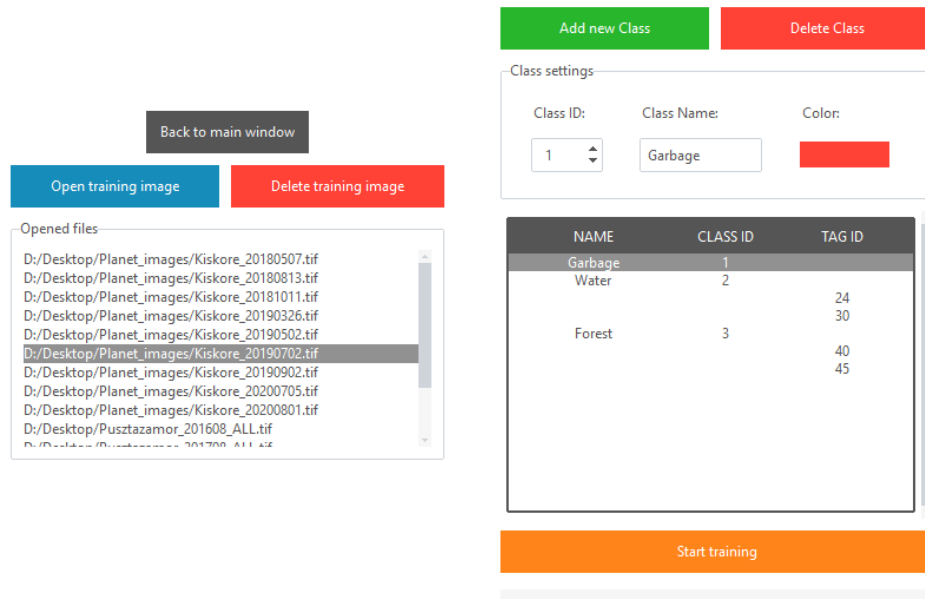 Add new Class
Delete Class
Class settings
Class ID:
Class Name:
Color:
1
Garbage
Back to main window
Open training image
Delete training image
Opened files
D:/Desktop/Planet_images/Kiskore_20180507.tif
D:/Desktop/Planet_images/Kiskore_20180813.tif
D:/Desktop/Planet_images/Kiskore_20181011.tif
D:/Desktop/Planet_images/Kiskore_20190326.tif
D:/Desktop/Planet_images/Kiskore_20190502.tif
D:/Desktop/Planet_images/Kiskore_20190702.tif
D:/Desktop/Planet_images/Kiskore_20190902.tif
D:/Desktop/Planet_images/Kiskore_20200705.tif
D:/Desktop/Planet_images/Kiskore_20200801.tif
D:/Desktop/Pusztazamor_201608_ALL.tif
NAME CLASS ID TAG ID
Garbage 1
Water 2
24
30
Forest 3
40
45
Start training